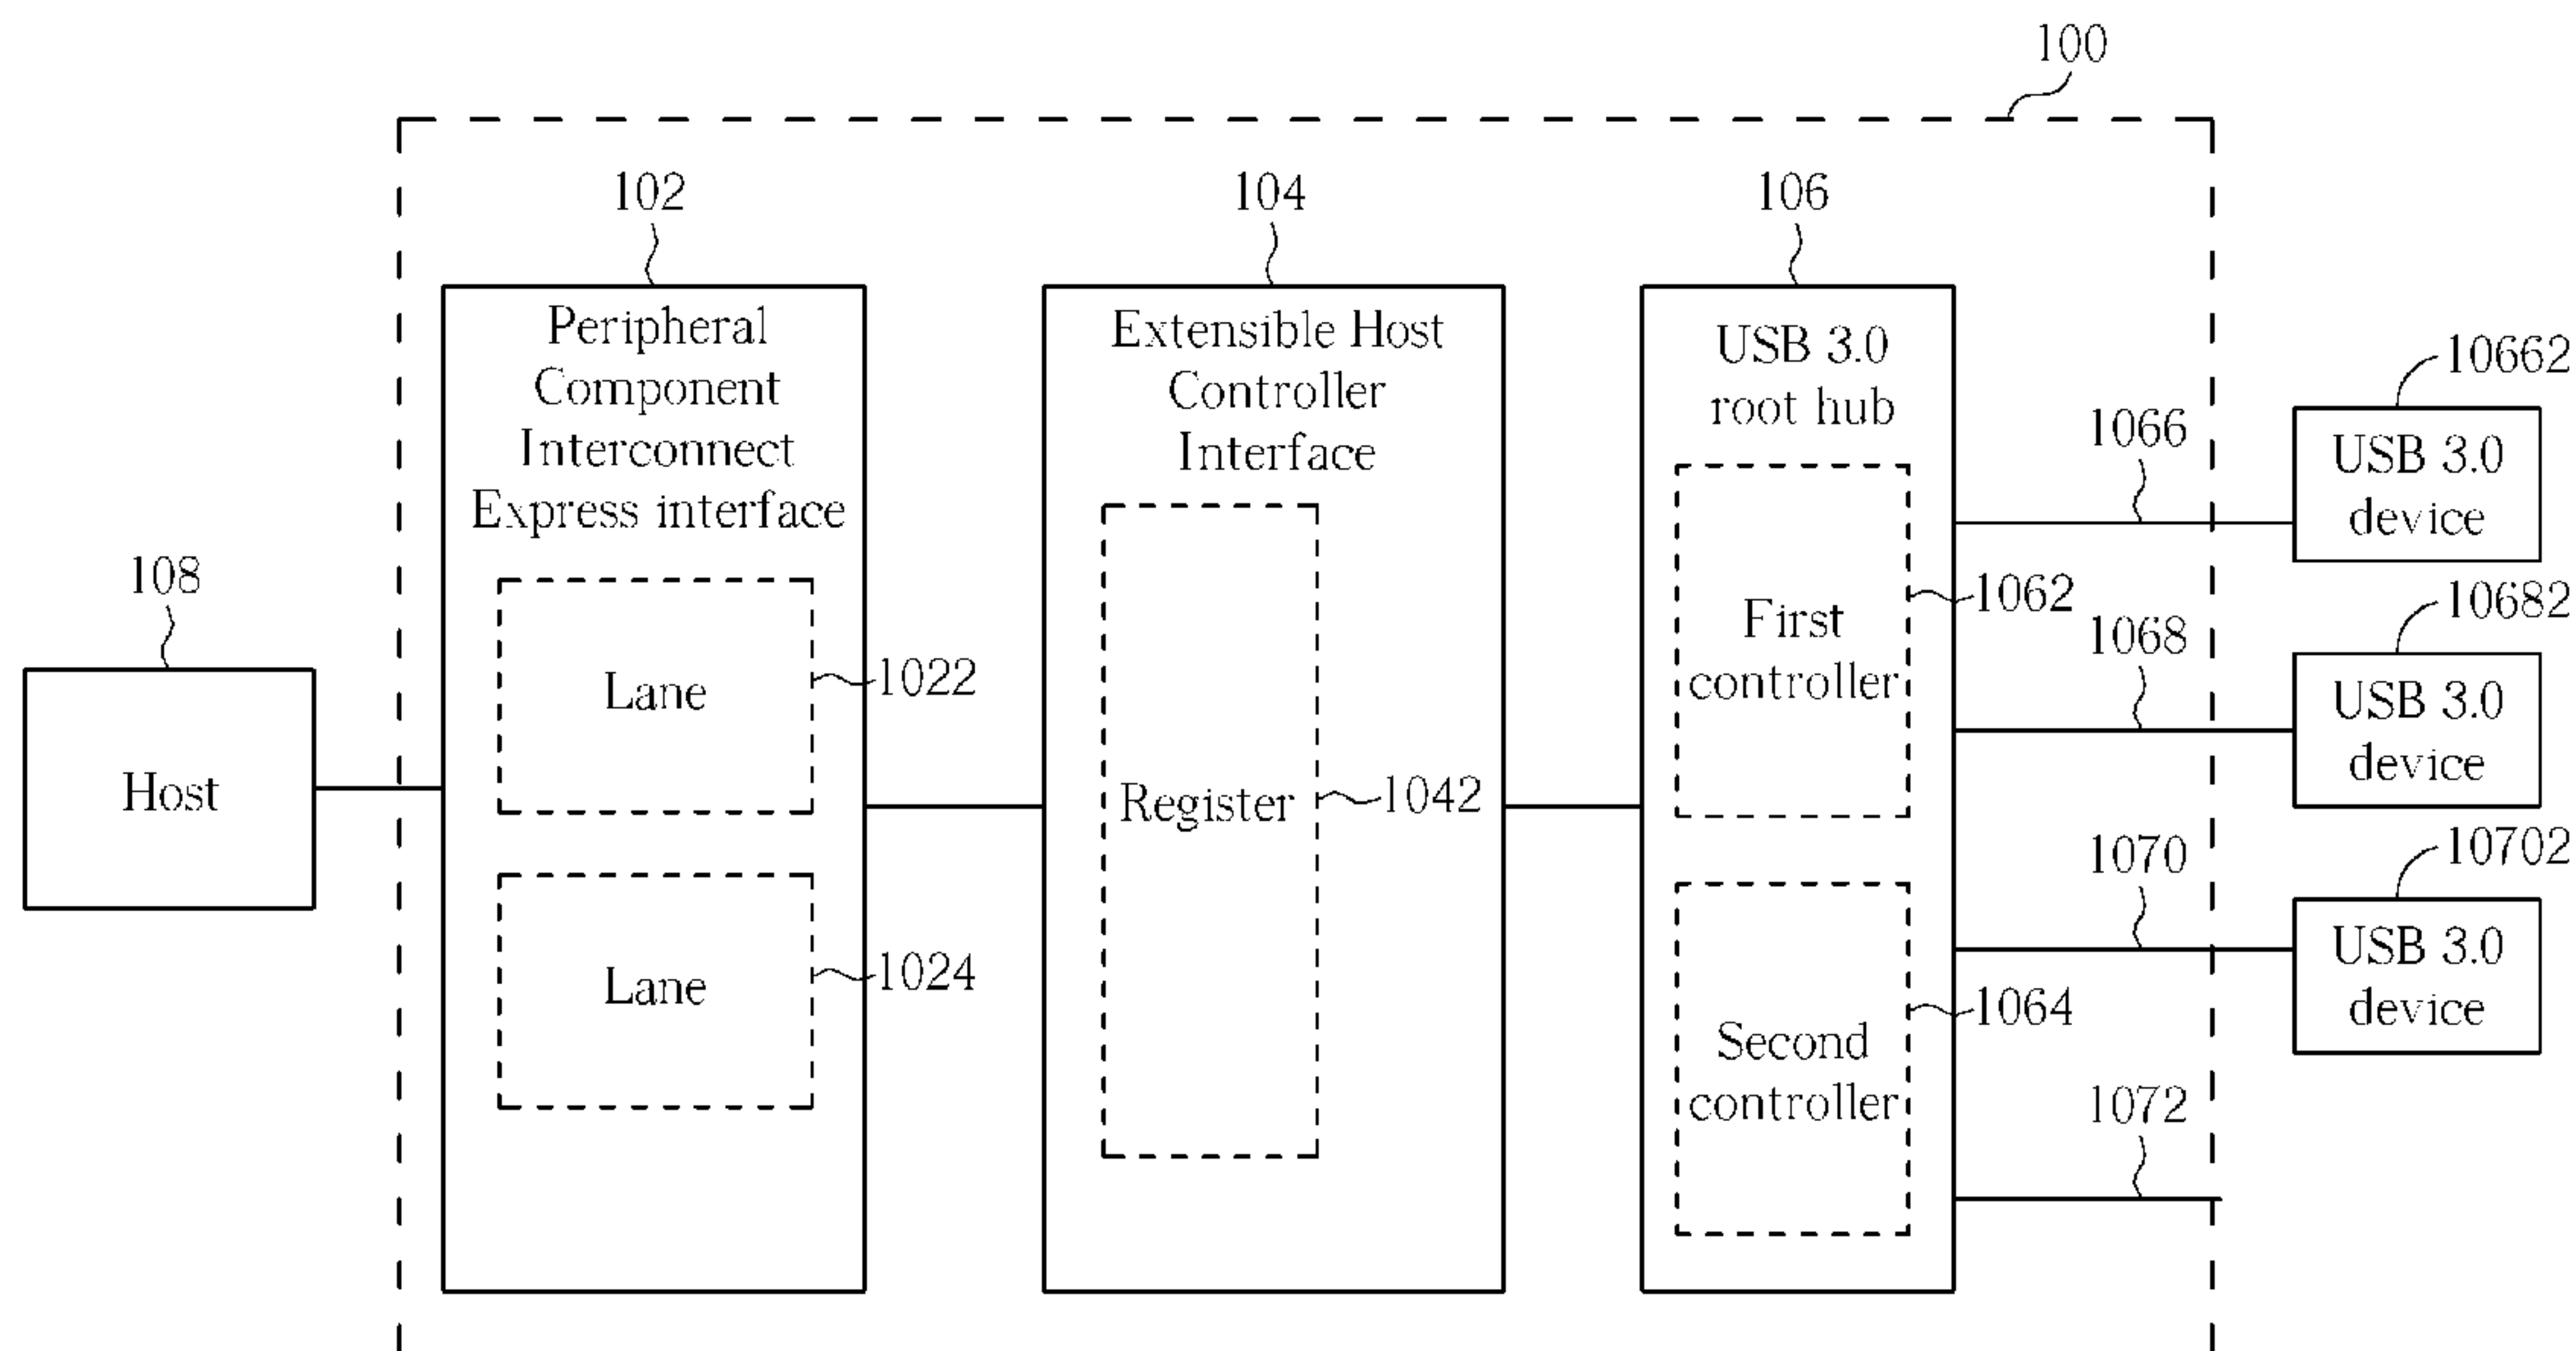 100
102
104
106
Peripheral
Component
Interconnect
Express interface
Extensible Host
Controller
Interface
USB 3.0
root hub
10662
USB 3.0
device
1066
108
Host
Lane
1022
Lane
1024
Register
1042
First
controller
1062
1068
10682
USB 3.0
device
1070
10702
USB 3.0
device
Second
controller
1064
1072